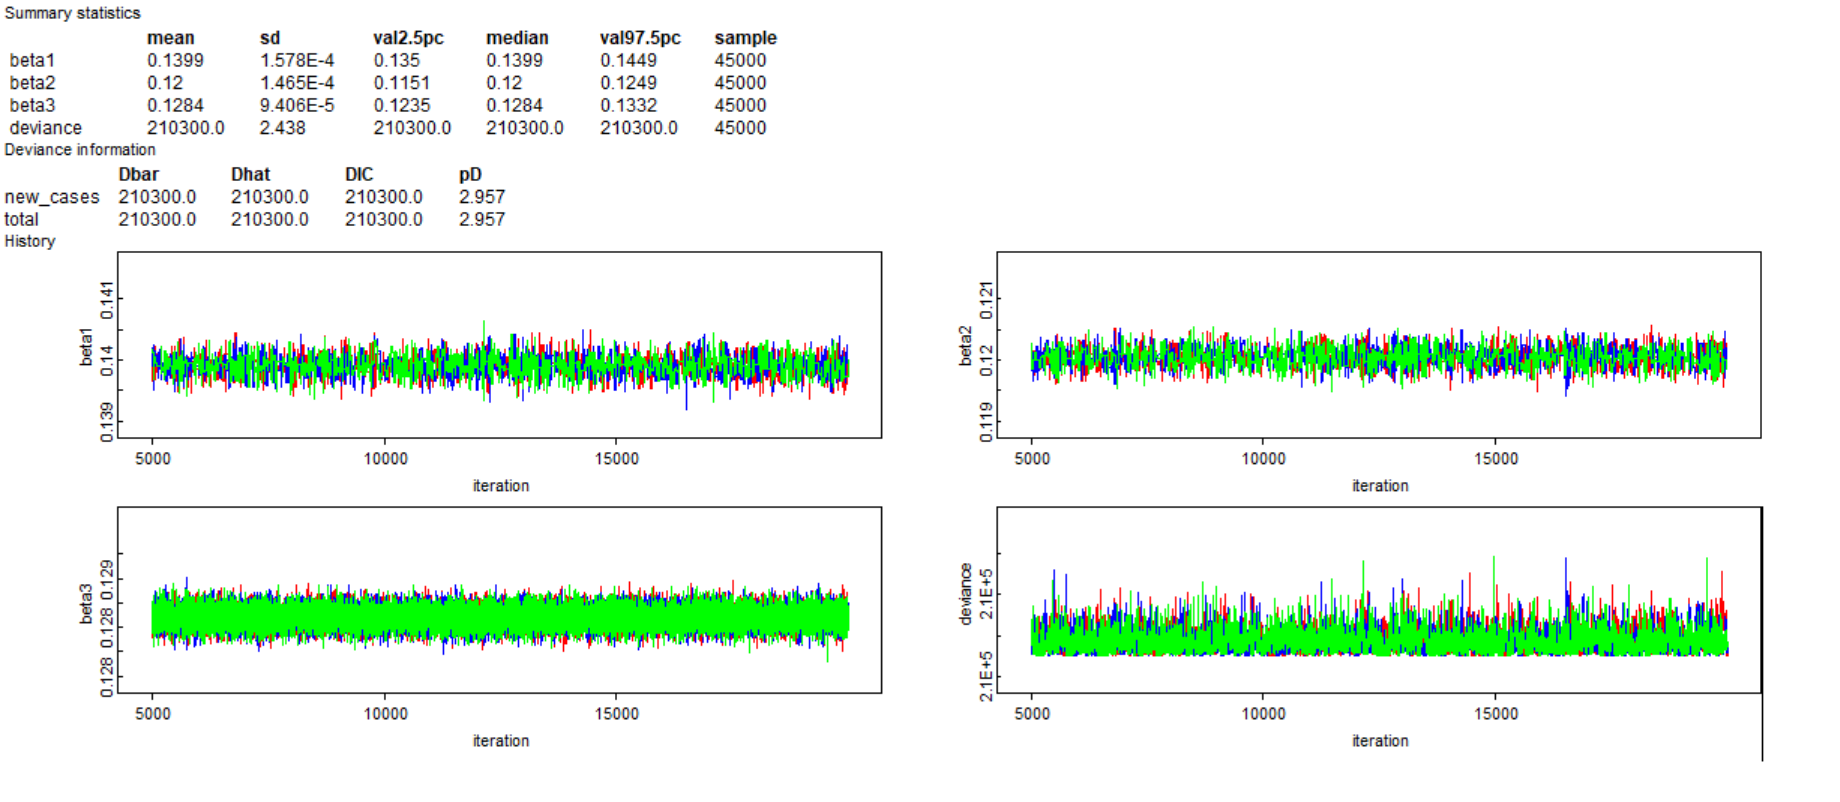 Summary statistics
mean sd val2.5pc median val97.5pc sample
beta1 0.1399 1.578E-4 0.135 0.1399 0.1449 45000
beta2 0.12 1.465E-4 0.1151 0.12 0.1249 45000
beta3 0.1284 9.406E-5 0.1235 0.1284 0.1332 45000
deviance 210300.0 2.438 210300.0 210300.0 210300.0 45000
Deviance information
Dbar Dhat DIC pD
new_cases 210300.0 210300.0 210300.0 2.957
total 210300.0 210300.0 210300.0 2.957
History
beta1
0.141
0.14
0.139
5000 10000 15000
iteration
beta2
0.121
0.12
0.119
5000 10000 15000
iteration
beta3
0.129
0.128
0.128
5000 10000 15000
iteration
deviance
2.1E+5
2.1E+5
5000 10000 15000
iteration